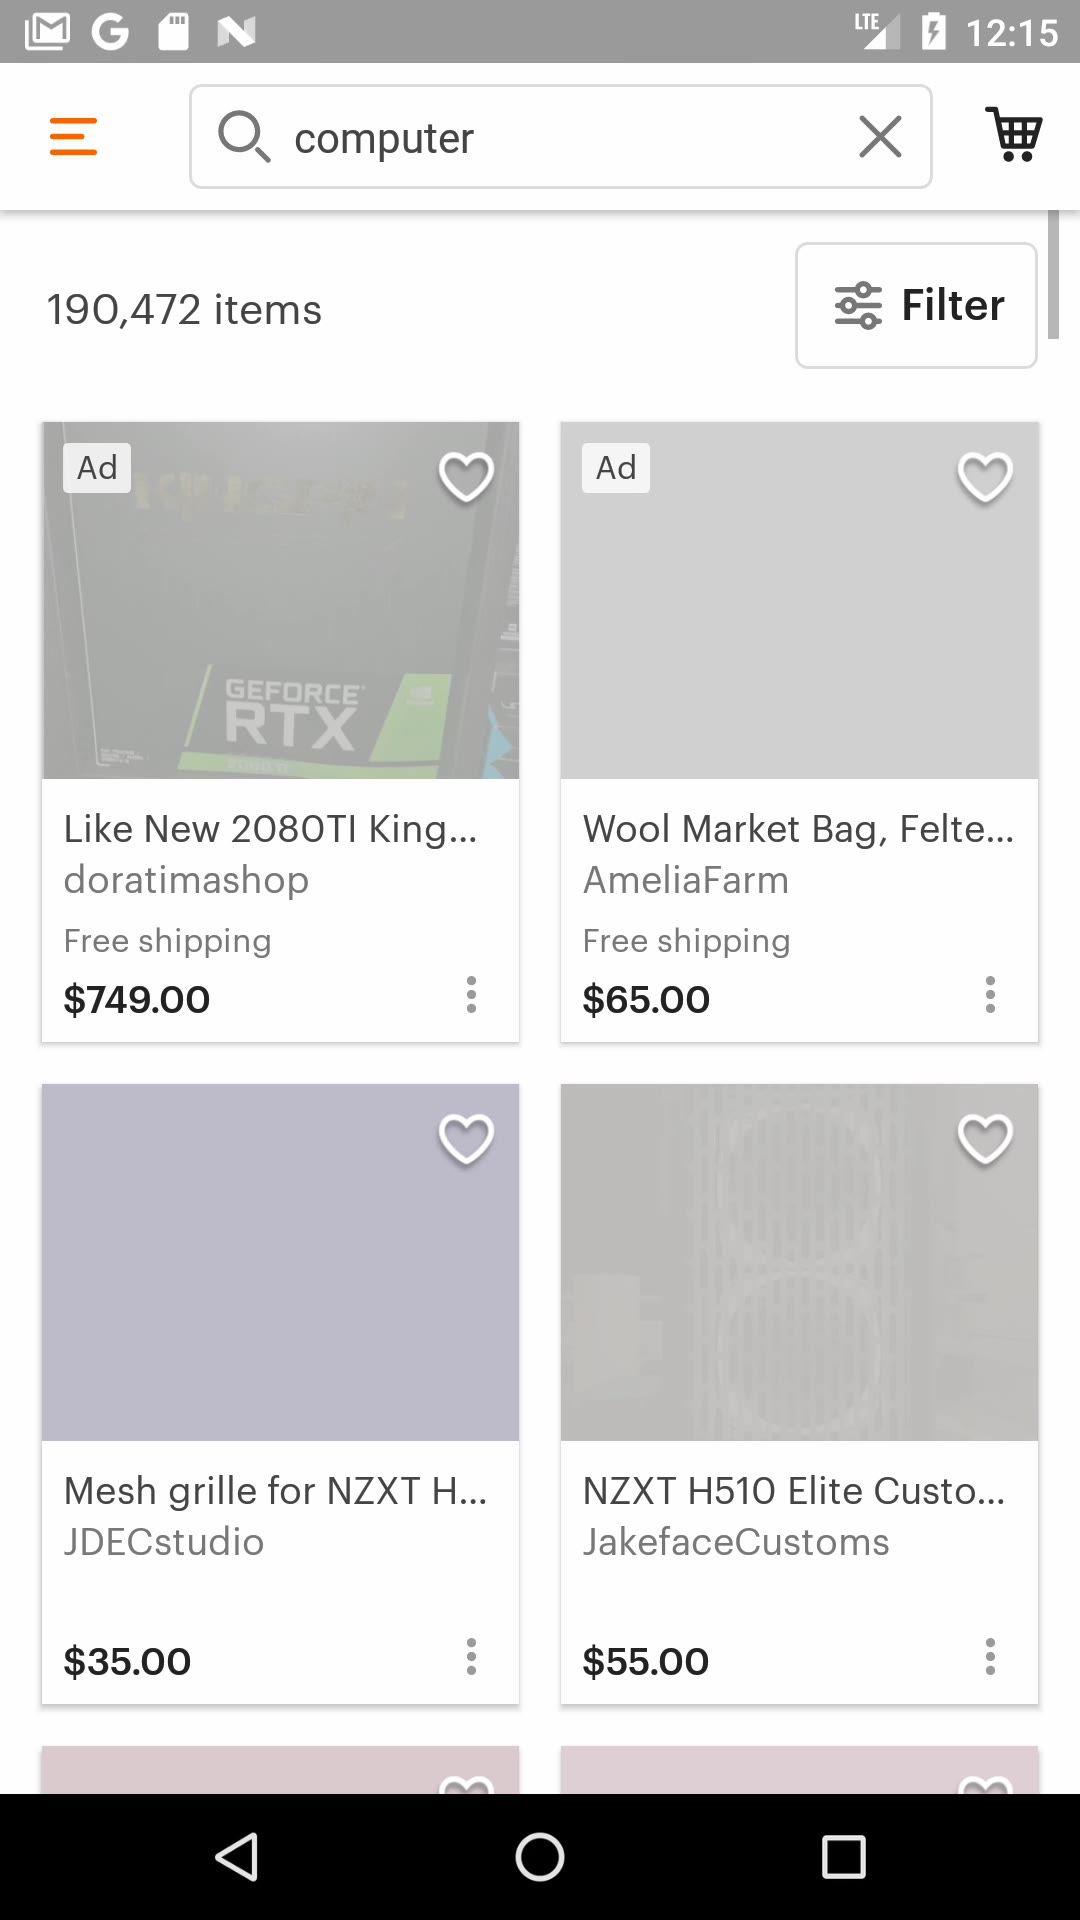 LTE 12:15
computer
190,472 items
Filter
Ad
Ad
GEFORCE
RTX
Like New 2080TI King...
doratimashop
Free shipping
$749.00
Wool Market Bag, Felte...
AmeliaFarm
Free shipping
$65.00
Mesh grille for NZXT H...
JDECstudio
$35.00
NZXT H510 Elite Custo...
JakefaceCustoms
$55.00